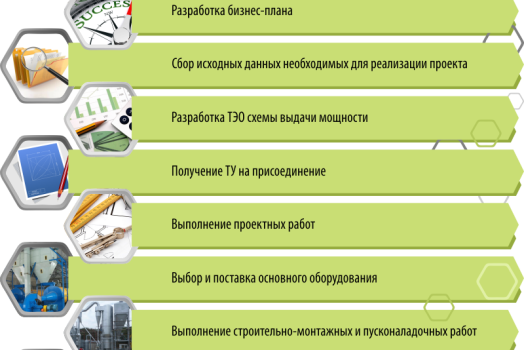 SUCCESS
Разработка бизнес-плана
Сбор исходных данных необходимых для реализации проекта
Разработка ТЭО схемы выдачи мощности
Получение ТУ на присоединение
Выполнение проектных работ
Выбор и поставка основного оборудования
Выполнение строительно-монтажных и пусконаладочных работ